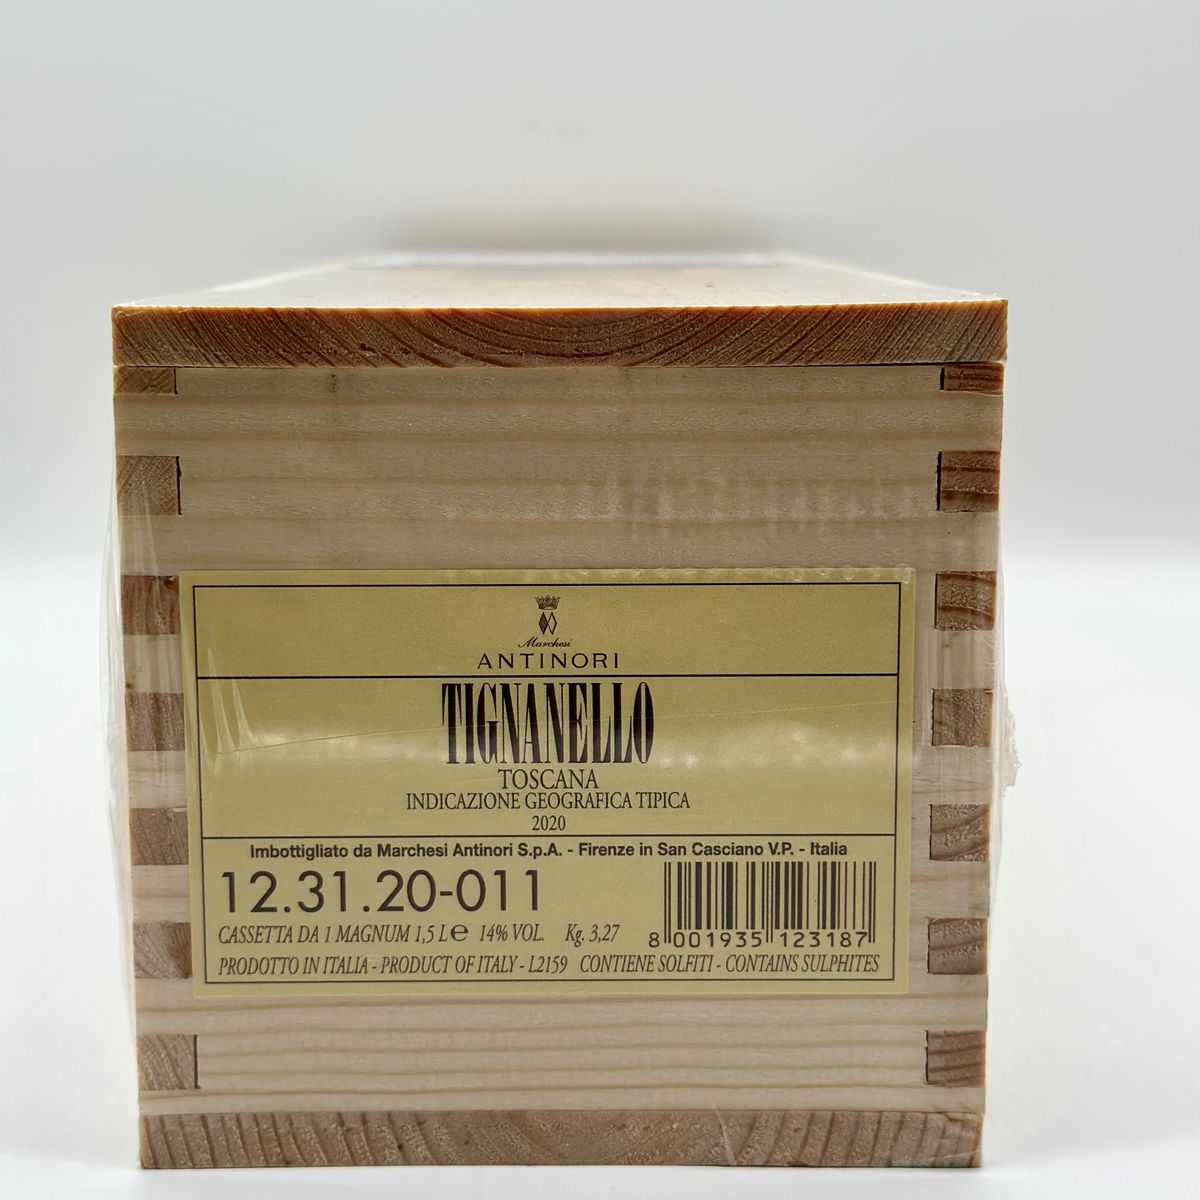 Marchesi
ANTINORI
TIGNANELLO
TOSCANA
INDICAZIONE GEOGRAFICA TIPICA
2020
Imbottigliato da Marchesi Antinori S.p.A. - Firenze in San Casciano V.P. - Italia
12.31.20-011
CASSETTA DA 1 MAGNUM 1,5 L e 14% VOL. Kg. 3,27
8 001935 123187
PRODOTTO IN ITALIA - PRODUCT OF ITALY - L2159 CONTIENE SOLFITI - CONTAINS SULPHITES